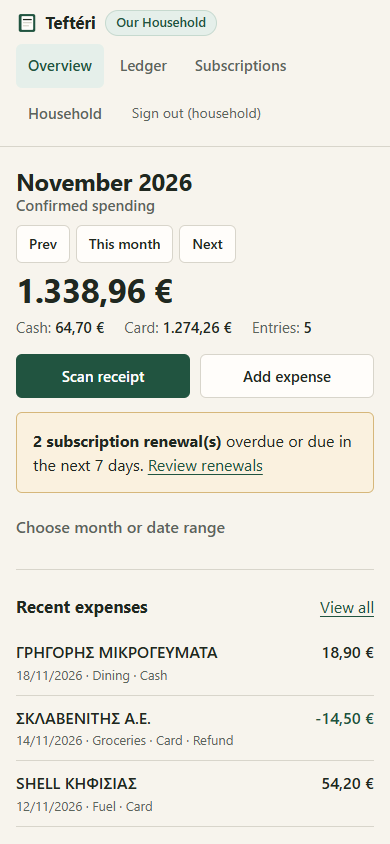 Teftéri Our Household
Overview Ledger Subscriptions
Household Sign out (household)
November 2026
Confirmed spending
Prev This month Next
1.338,96 €
Cash: 64,70 € Card: 1.274,26 € Entries: 5
Scan receipt Add expense
2 subscription renewal(s) overdue or due in
the next 7 days. Review renewals
Choose month or date range
Recent expenses View all
ΓΡΗΓΟΡΗΣ ΜΙΚΡΟΓΕΥΜΑΤΑ 18,90 €
18/11/2026 · Dining · Cash
ΣΚΛΑΒΕΝΙΤΗΣ Α.Ε. -14,50 €
14/11/2026 · Groceries · Card · Refund
SHELL ΚΗΦΙΣΙΑΣ 54,20 €
12/11/2026 · Fuel · Card